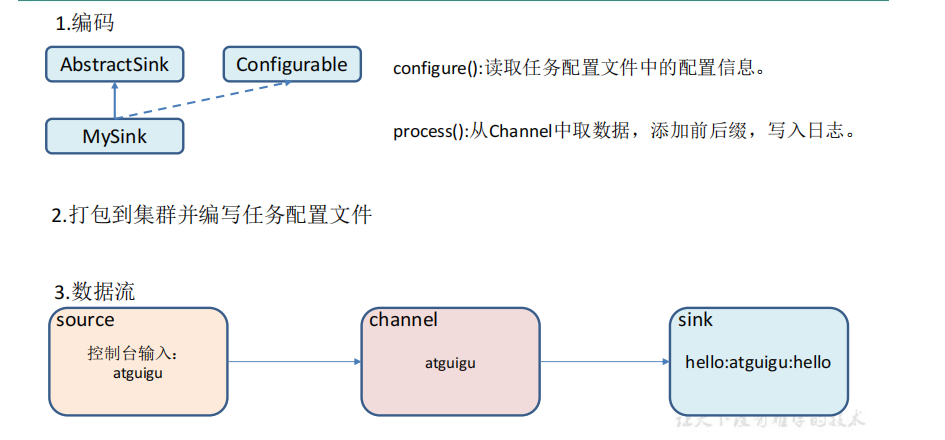 1.编码
AbstractSink
Configurable
configure():读取任务配置文件中的配置信息。
MySink
process():从Channel中取数据，添加前后缀，写入日志。
2.打包到集群并编写任务配置文件
3.数据流
source
控制台输入：
atguigu
channel
atguigu
sink
hello:atguigu:hello